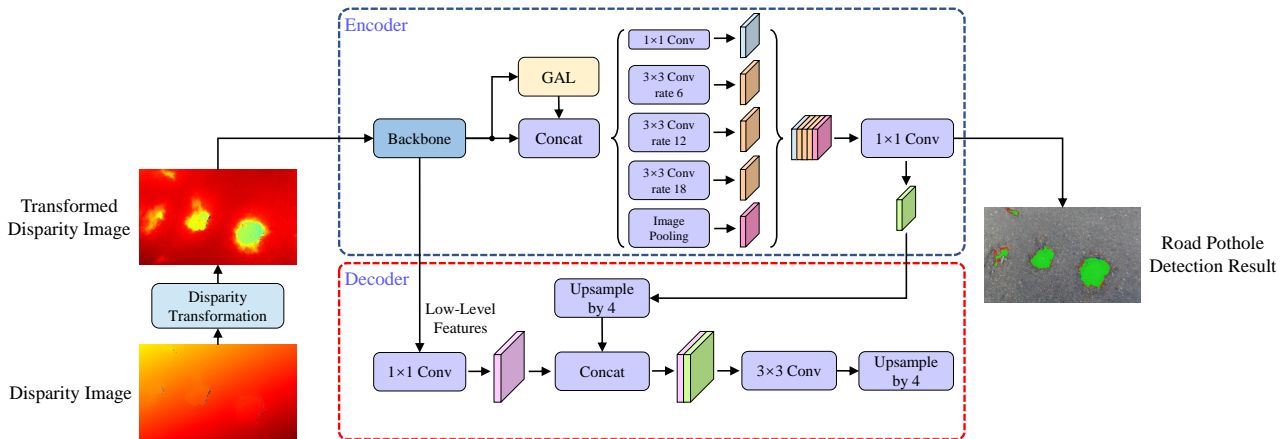 Encoder
GAL
Backbone
Concat
1×1 Conv
3×3 Conv
rate 6
3×3 Conv
rate 12
3×3 Conv
rate 18
Image
Pooling
1×1 Conv
Transformed
Disparity Image
Disparity
Transformation
Disparity Image
Road Pothole
Detection Result
Decoder
Low-Level
Features
Upsample
by 4
1×1 Conv
Concat
3×3 Conv
Upsample
by 4